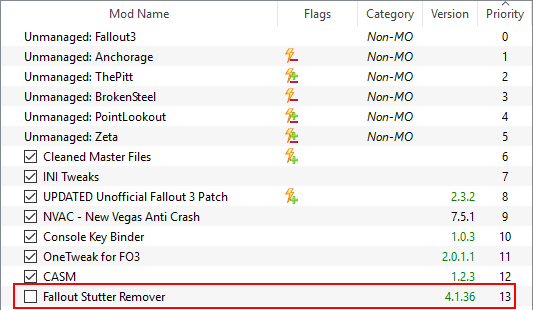 Mod Name Flags Category Version Priority
Unmanaged: Fallout3 Non-MO 0
Unmanaged: Anchorage Non-MO 1
Unmanaged: ThePitt Non-MO 2
Unmanaged: BrokenSteel Non-MO 3
Unmanaged: PointLookout Non-MO 4
Unmanaged: Zeta Non-MO 5
Cleaned Master Files 6
INI Tweaks 7
UPDATED Unofficial Fallout 3 Patch 2.3.2 8
NVAC - New Vegas Anti Crash 7.5.1 9
Console Key Binder 1.0.3 10
OneTweak for FO3 2.0.1.1 11
CASM 1.2.3 12
Fallout Stutter Remover 4.1.36 13